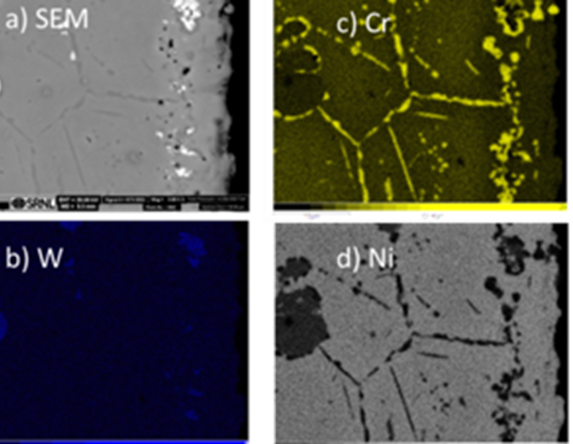 a) SEM
c) Cr
SRNL
b) W
d) Ni